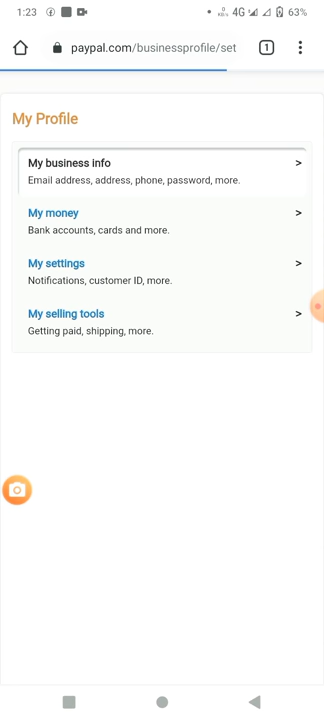 1:23 4G 63%
paypal.com/businessprofile/set 1
My Profile
My business info >
Email address, address, phone, password, more.
My money >
Bank accounts, cards and more.
My settings >
Notifications, customer ID, more.
My selling tools >
Getting paid, shipping, more.